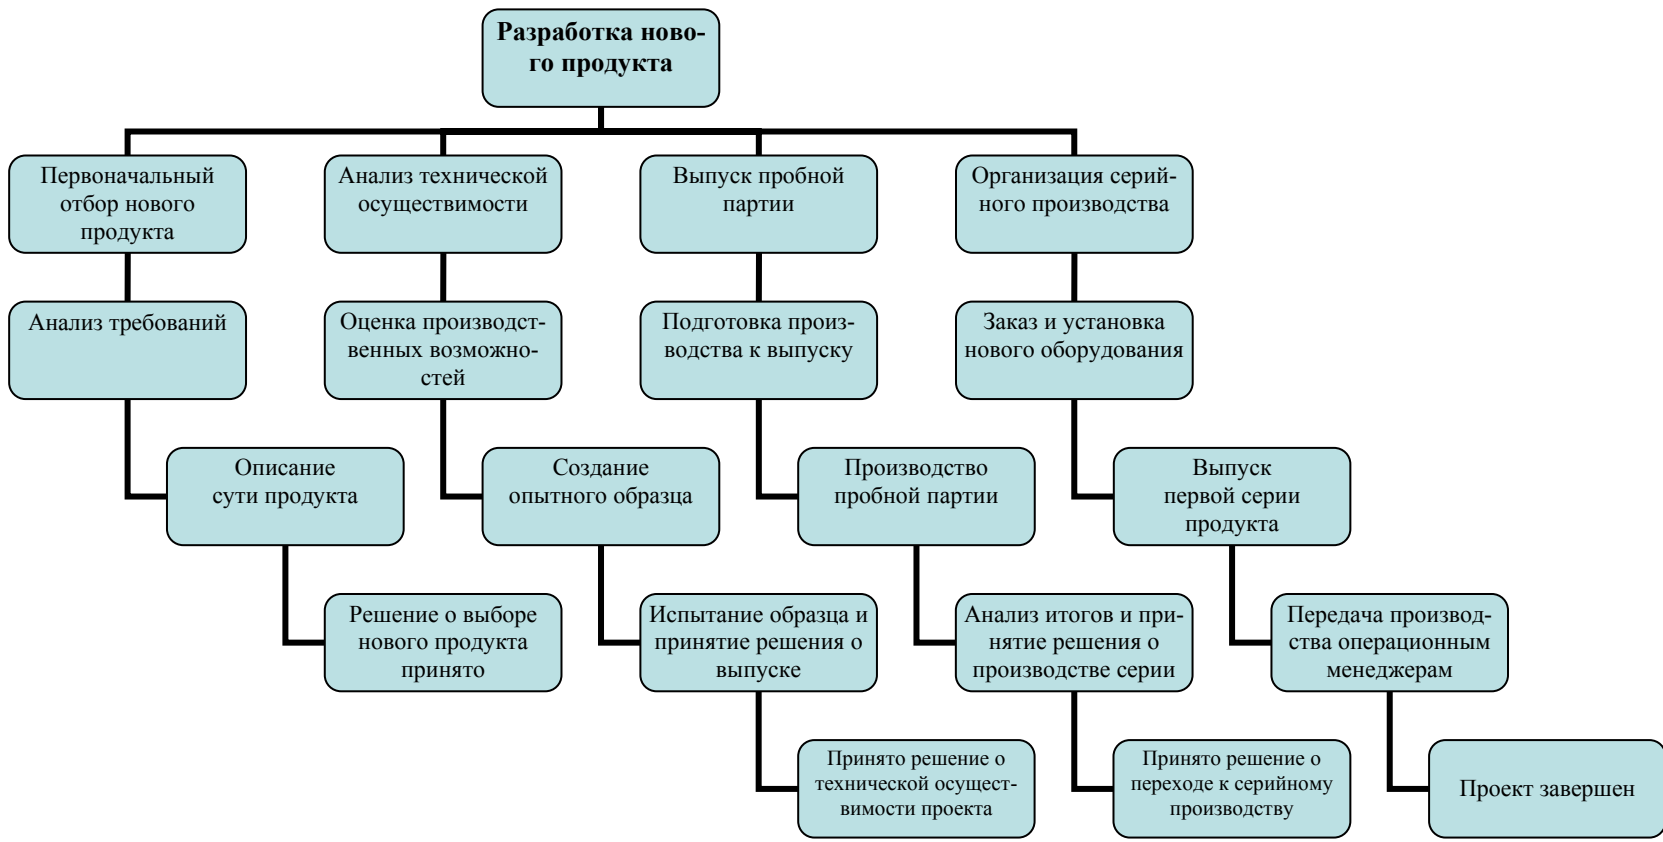 Разработка ново-
го продукта
Первоначальный
отбор нового
продукта
Анализ технической
осуществимости
Выпуск пробной
партии
Организация серий-
ного производства
Анализ требований
Оценка производст-
венных возможно-
стей
Подготовка произ-
водства к выпуску
Заказ и установка
нового оборудования
Описание
сути продукта
Создание
опытного образца
Производство
пробной партии
Выпуск
первой серии
продукта
Решение о выборе
нового продукта
принято
Испытание образца и
принятие решения о
выпуске
Анализ итогов и при-
нятие решения о
производстве серии
Передача производ-
ства операционным
менеджерам
Принято решение о
технической осущест-
вимости проекта
Принято решение о
переходе к серийному
производству
Проект завершен